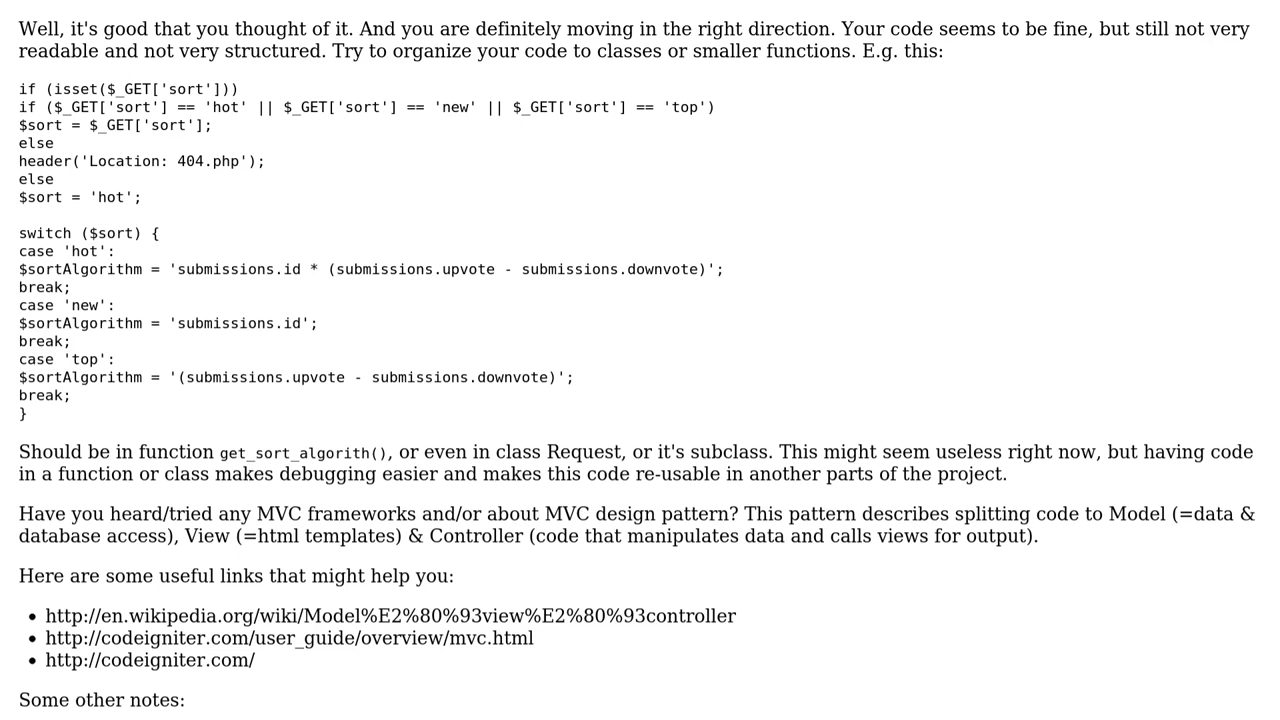 Well, it's good that you thought of it. And you are definitely moving in the right direction. Your code seems to be fine, but still not very
readable and not very structured. Try to organize your code to classes or smaller functions. E.g. this:
if (isset($_GET['sort']))
if ($_GET['sort'] == 'hot' || $_GET['sort'] == 'new' || $_GET['sort'] == 'top')
$sort = $_GET['sort'];
else
header('Location: 404.php');
else
$sort = 'hot';
switch ($sort) {
case 'hot':
$sortAlgorithm = 'submissions.id * (submissions.upvote - submissions.downvote)';
break;
case 'new':
$sortAlgorithm = 'submissions.id';
break;
case 'top':
$sortAlgorithm = '(submissions.upvote - submissions.downvote)';
break;
}
Should be in function get_sort_algorith(), or even in class Request, or it's subclass. This might seem useless right now, but having code
in a function or class makes debugging easier and makes this code re-usable in another parts of the project.
Have you heard/tried any MVC frameworks and/or about MVC design pattern? This pattern describes splitting code to Model (=data &
database access), View (=html templates) & Controller (code that manipulates data and calls views for output).
Here are some useful links that might help you:
• http://en.wikipedia.org/wiki/Model%E2%80%93view%E2%80%93controller
• http://codeigniter.com/user_guide/overview/mvc.html
• http://codeigniter.com/
Some other notes: